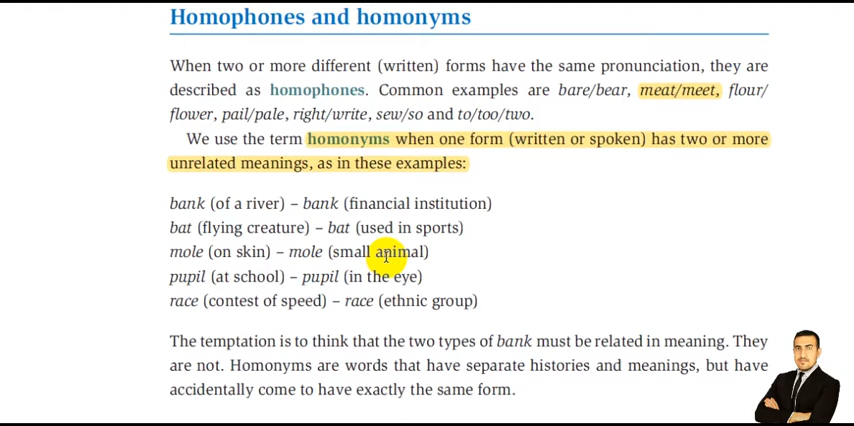 Homophones and homonyms
When two or more different (written) forms have the same pronunciation, they are
described as homophones. Common examples are bare/bear, meat/meet, flour/
flower, pail/pale, right/write, sew/so and to/too/two.
We use the term homonyms when one form (written or spoken) has two or more
unrelated meanings, as in these examples:
bank (of a river) – bank (financial institution)
bat (flying creature) – bat (used in sports)
mole (on skin) – mole (small animal)
pupil (at school) – pupil (in the eye)
race (contest of speed) – race (ethnic group)
The temptation is to think that the two types of bank must be related in meaning. They
are not. Homonyms are words that have separate histories and meanings, but have
accidentally come to have exactly the same form.